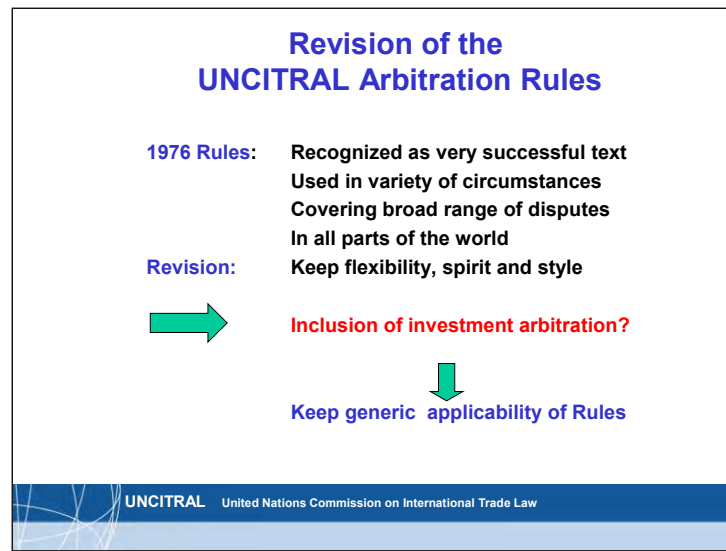 Revision of the
UNCITRAL Arbitration Rules
1976 Rules: Recognized as very successful text
Used in variety of circumstances
Covering broad range of disputes
In all parts of the world
Revision: Keep flexibility, spirit and style
Inclusion of investment arbitration?
Keep generic applicability of Rules
UNCITRAL United Nations Commission on International Trade Law